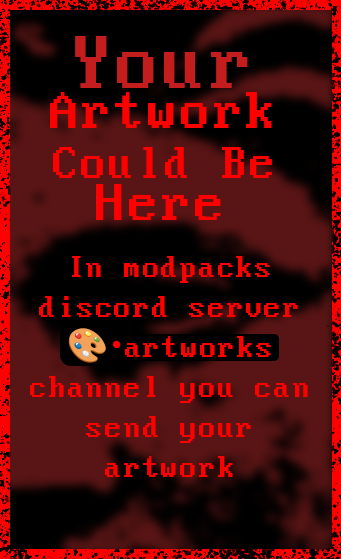 Your
Artwork
Could Be
Here
In modpacks
discord server
🎨•artworks
channel you can
send your
artwork